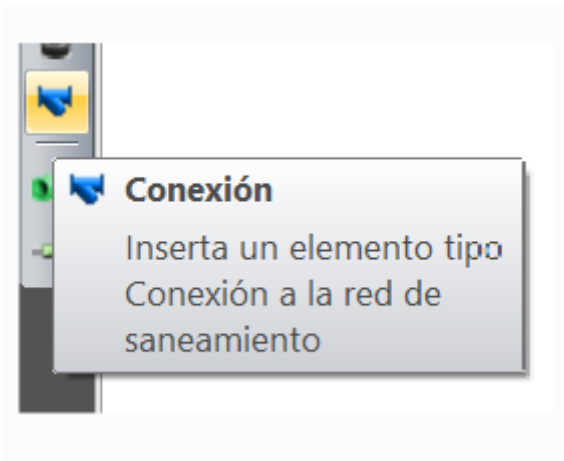 Conexión
Inserta un elemento tipo
Conexión a la red de
saneamiento